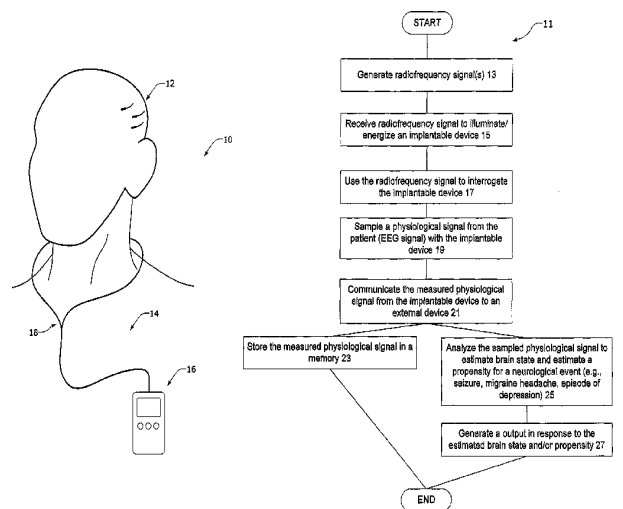 12
10
18
14
16
START
11
Generate radiofrequency signal(s) 13
Receive radiofrequency signal to illuminate/
energize an implantable device 15
Use the radiofrequency signal to interrogate
the implantable device 17
Sample a physiological signal from the
patient (EEG signal) with the implantable
device 19
Communicate the measured physiological
signal from the implantable device to an
external device 21
Store the measured physiological signal in a
memory 23
Analyze the sampled physiological signal to
estimate brain state and estimate a
propensity for a neurological event (e.g.,
seizure, migraine headache, episode of
depression) 25
Generate a output in response to the
estimated brain state and/or propensity 27
END